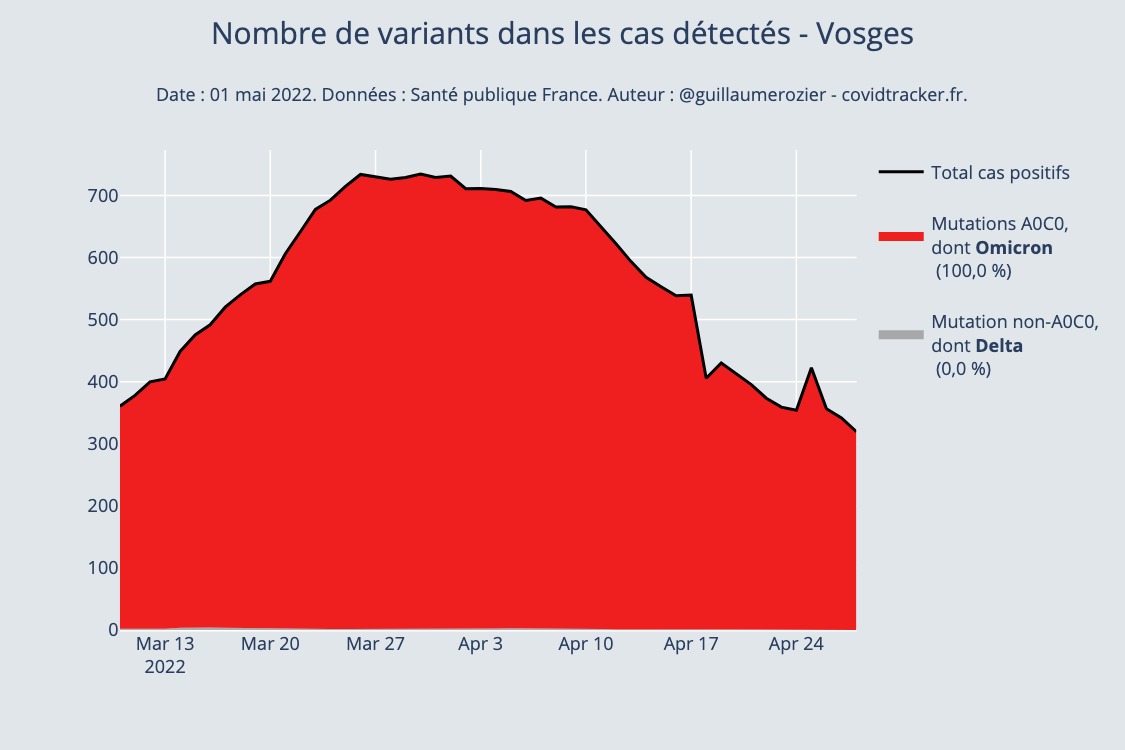 Nombre de variants dans les cas détectés - Vosges
Date : 01 mai 2022. Données : Santé publique France. Auteur : @guillaumerozier - covidtracker.fr.
Total cas positifs
Mutations A0C0,
dont Omicron
(100,0 %)
Mutation non-A0C0,
dont Delta
(0,0 %)
700
600
500
400
300
200
100
0
Mar 13 Mar 20 Mar 27 Apr 3 Apr 10 Apr 17 Apr 24
2022